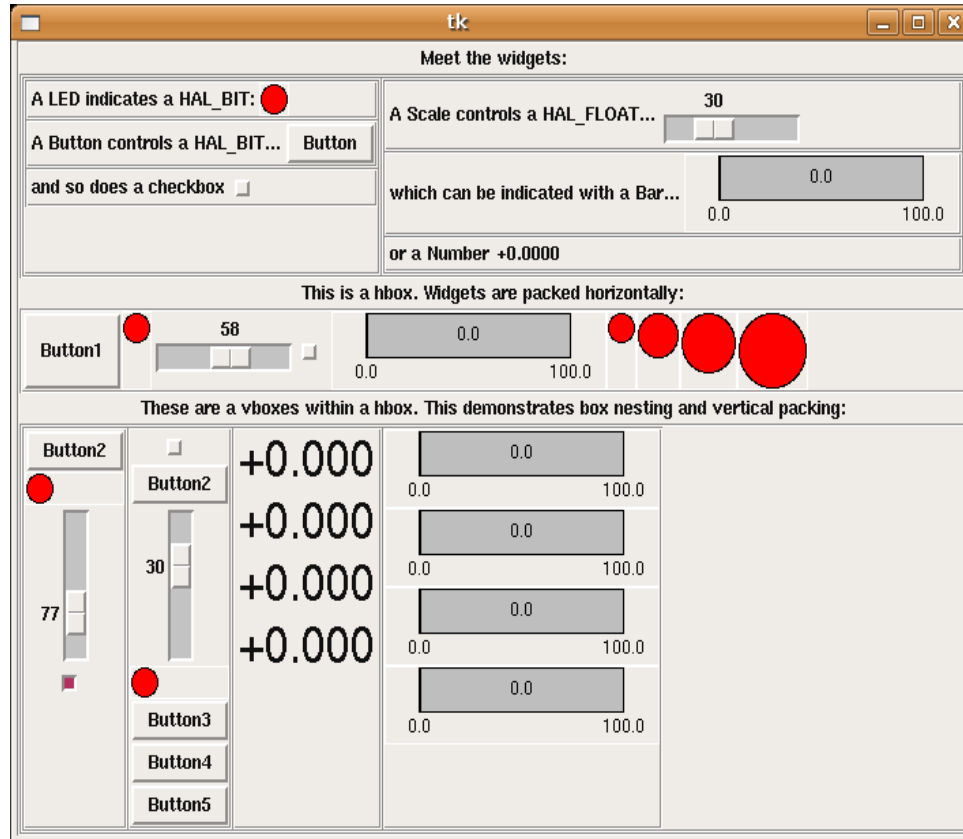 tk
Meet the widgets:
A LED indicates a HAL_BIT:
A Button controls a HAL_BIT... Button
and so does a checkbox
A Scale controls a HAL_FLOAT... 30
which can be indicated with a Bar... 0.0
0.0 100.0
or a Number +0.0000
This is a hbox. Widgets are packed horizontally:
Button1 58 0.0
0.0 100.0
These are a vboxes within a hbox. This demonstrates box nesting and vertical packing:
Button2
77
Button2
30
Button3
Button4
Button5
+0.000
+0.000
+0.000
+0.000
0.0
0.0 100.0
0.0
0.0 100.0
0.0
0.0 100.0
0.0
0.0 100.0